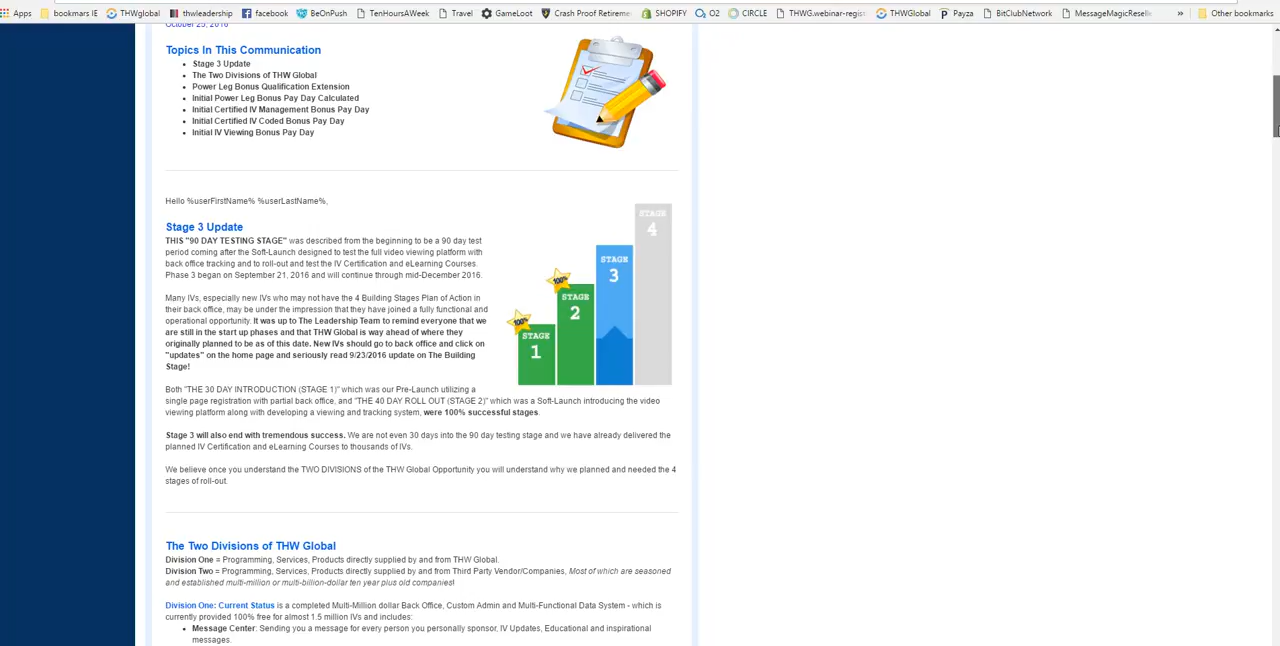 Apps bookmars IE THWglobal thwleadership facebook BeOnPush TenHoursAWeek Travel GameLoot Crash Proof Retireme SHOPIFY O2 CIRCLE THWG.webinar-regist THWGlobal Payza BitClubNetwork MessageMagicReselle » Other bookmarks
October 25, 2016
Topics In This Communication
Stage 3 Update
The Two Divisions of THW Global
Power Leg Bonus Qualification Extension
Initial Power Leg Bonus Pay Day Calculated
Initial Certified IV Management Bonus Pay Day
Initial Certified IV Coded Bonus Pay Day
Initial IV Viewing Bonus Pay Day
Hello %userFirstName% %userLastName%,
Stage 3 Update
THIS "90 DAY TESTING STAGE" was described from the beginning to be a 90 day test
period coming after the Soft-Launch designed to test the full video viewing platform with
back office tracking and to roll-out and test the IV Certification and eLearning Courses.
Phase 3 began on September 21, 2016 and will continue through mid-December 2016.
Many IVs, especially new IVs who may not have the 4 Building Stages Plan of Action in
their back office, may be under the impression that they have joined a fully functional and
operational opportunity. It was up to The Leadership Team to remind everyone that we
are still in the start up phases and that THW Global is way ahead of where they
originally planned to be as of this date. New IVs should go to back office and click on
"updates" on the home page and seriously read 9/23/2016 update on The Building
Stage!
STAGE
4
STAGE
3
100%
STAGE
2
100%
STAGE
1
Both "THE 30 DAY INTRODUCTION (STAGE 1)" which was our Pre-Launch utilizing a
single page registration with partial back office, and "THE 40 DAY ROLL OUT (STAGE 2)" which was a Soft-Launch introducing the video
viewing platform along with developing a viewing and tracking system, were 100% successful stages.
Stage 3 will also end with tremendous success. We are not even 30 days into the 90 day testing stage and we have already delivered the
planned IV Certification and eLearning Courses to thousands of IVs.
We believe once you understand the TWO DIVISIONS of the THW Global Opportunity you will understand why we planned and needed the 4
stages of roll-out.
The Two Divisions of THW Global
Division One = Programming, Services, Products directly supplied by and from THW Global.
Division Two = Programming, Services, Products directly supplied by and from Third Party Vendor/Companies, Most of which are seasoned
and established multi-million or multi-billion-dollar ten year plus old companies!
Division One: Current Status is a completed Multi-Million dollar Back Office, Custom Admin and Multi-Functional Data System - which is
currently provided 100% free for almost 1.5 million IVs and includes:
Message Center: Sending you a message for every person you personally sponsor, IV Updates, Educational and inspirational
messages.